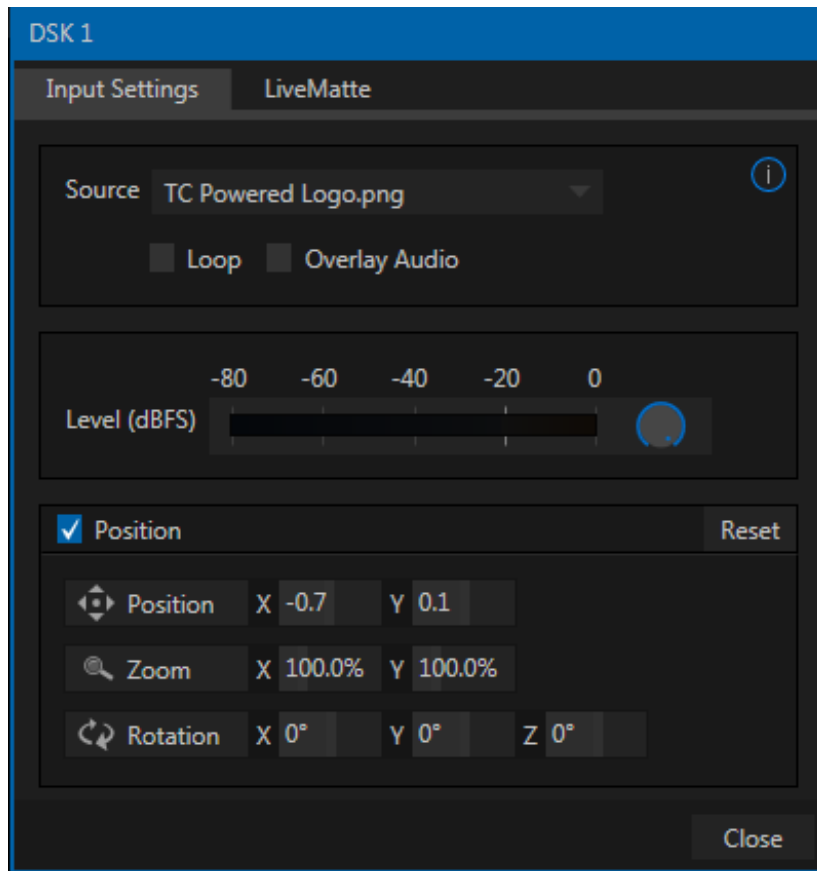 DSK 1
Input Settings LiveMatte
Source TC Powered Logo.png i
Loop Overlay Audio
-80 -60 -40 -20 0
Level (dBFS)
Position Reset
Position X -0.7 Y 0.1
Zoom X 100.0% Y 100.0%
Rotation X 0° Y 0° Z 0°
Close